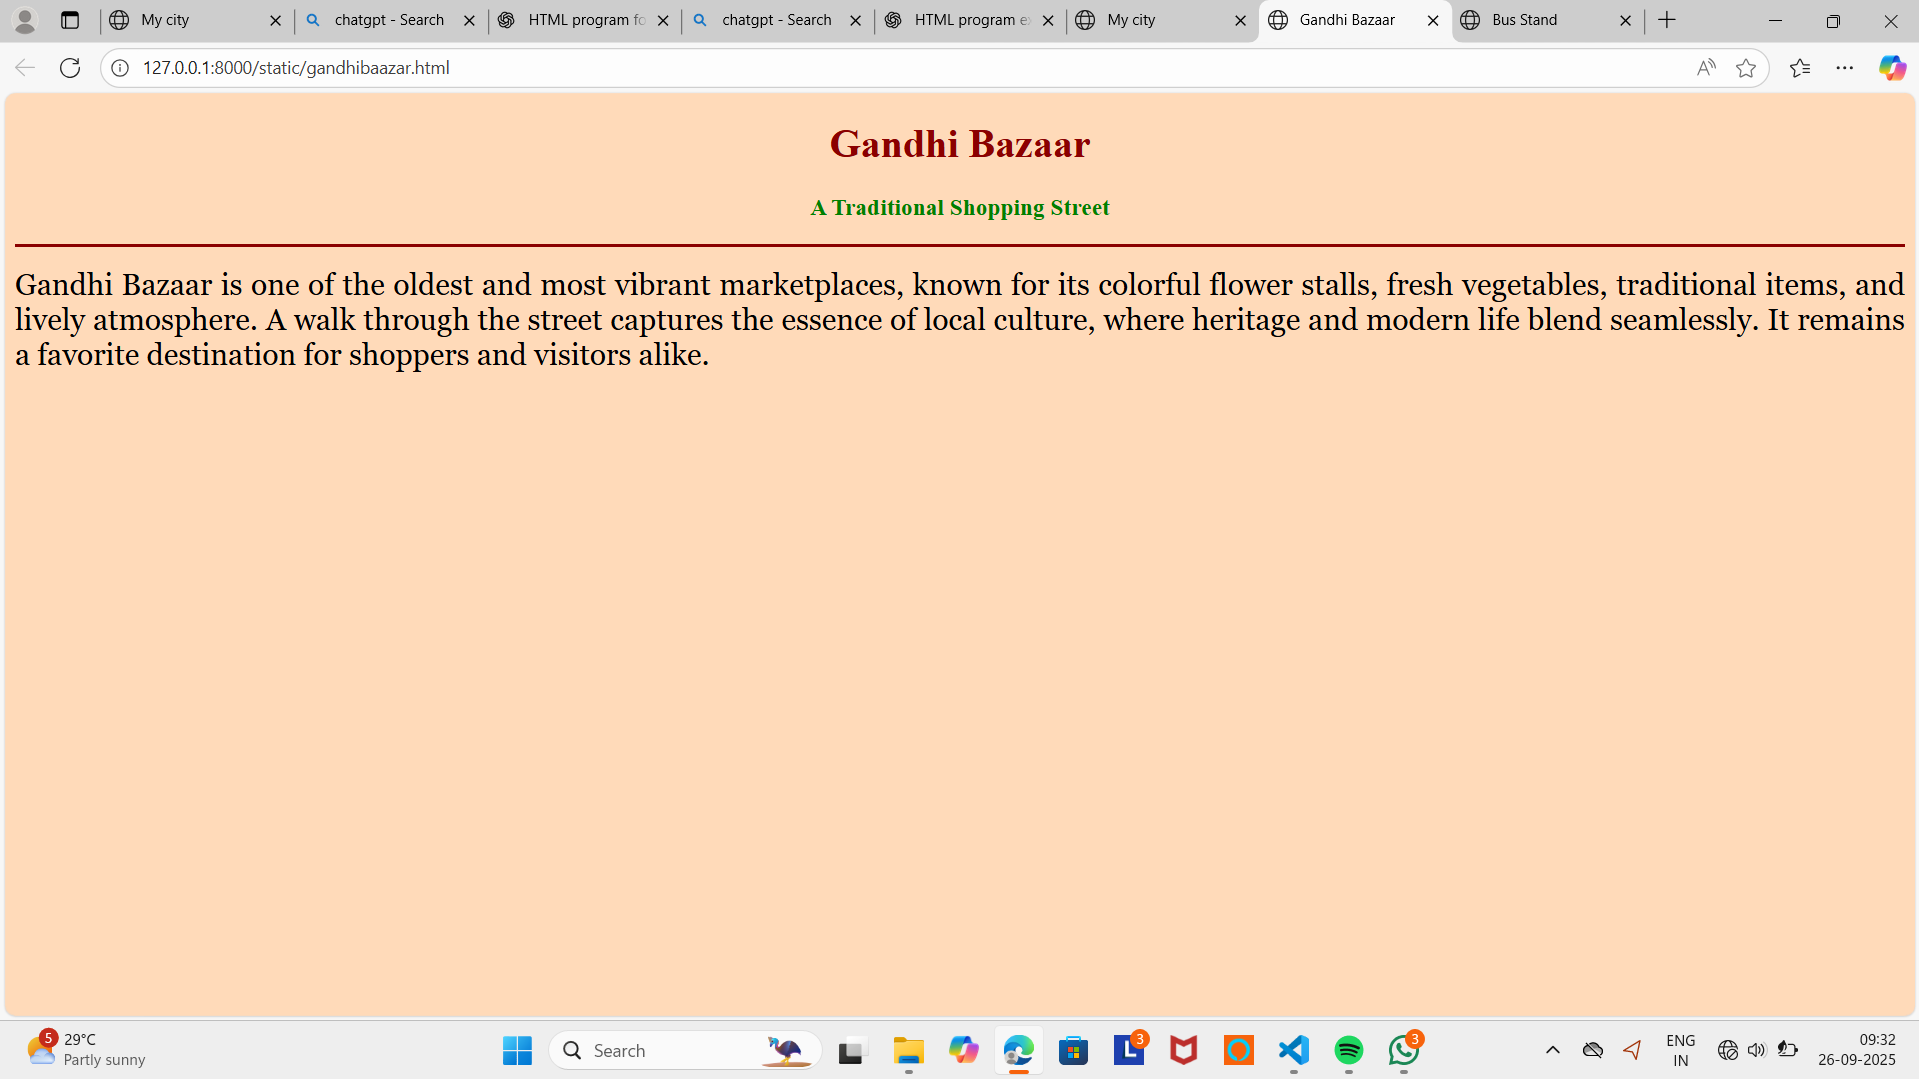 My city
chatgpt - Search
HTML program fo
chatgpt - Search
HTML program e
My city
Gandhi Bazaar
Bus Stand
127.0.0.1:8000/static/gandhibaazar.html
Gandhi Bazaar
A Traditional Shopping Street
Gandhi Bazaar is one of the oldest and most vibrant marketplaces, known for its colorful flower stalls, fresh vegetables, traditional items, and
lively atmosphere. A walk through the street captures the essence of local culture, where heritage and modern life blend seamlessly. It remains
a favorite destination for shoppers and visitors alike.
5
29°C
Partly sunny
Search
L
3
3
ENG
IN
09:32
26-09-2025